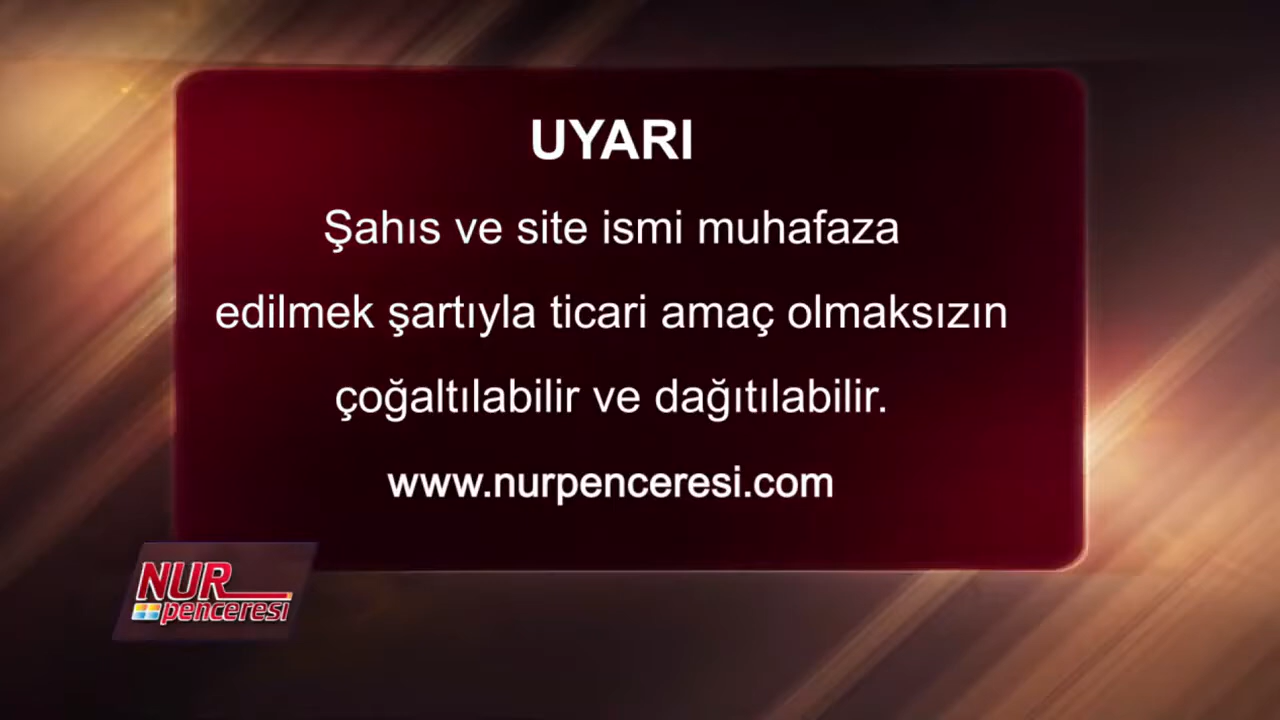 UYARI
Şahıs ve site ismi muhafaza
edilmek şartıyla ticari amaç olmaksızın
çoğaltılabilir ve dağıtılabilir.
www.nurpenceresi.com
NUR
penceresi